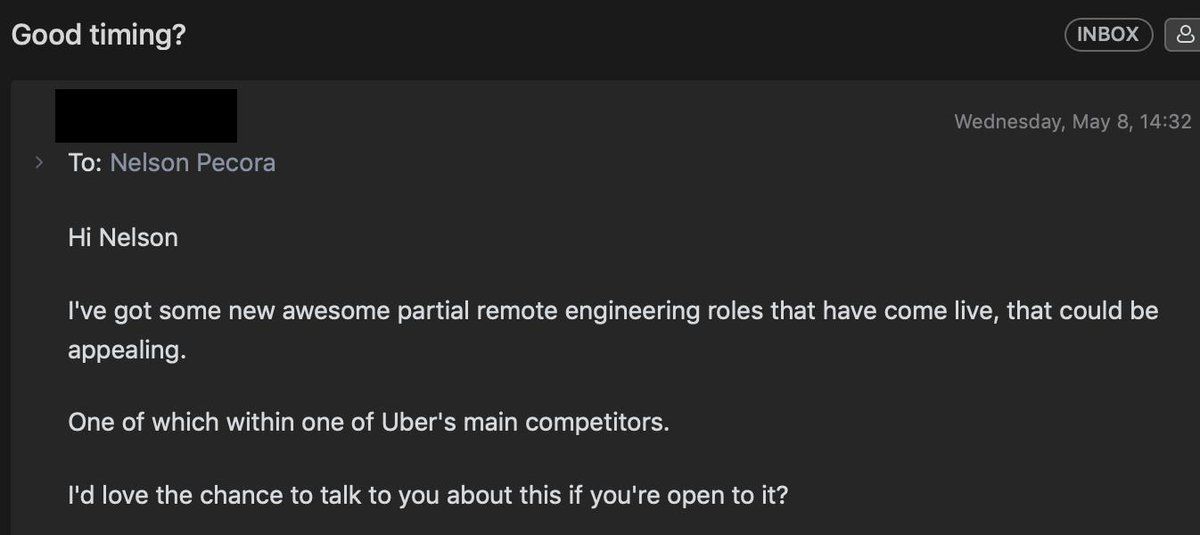 Good timing?
INBOX
Wednesday, May 8, 14:32
To: Nelson Pecora
Hi Nelson
I've got some new awesome partial remote engineering roles that have come live, that could be
appealing.
One of which within one of Uber's main competitors.
I'd love the chance to talk to you about this if you're open to it?